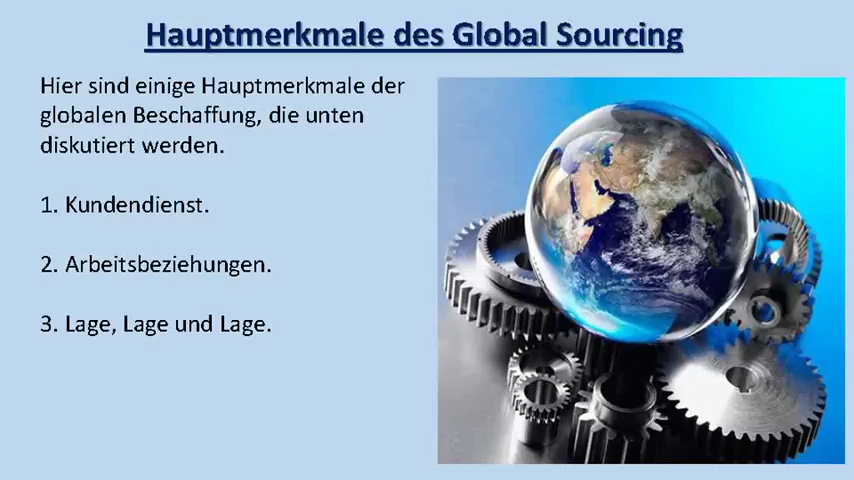 Hauptmerkmale des Global Sourcing
Hier sind einige Hauptmerkmale der
globalen Beschaffung, die unten
diskutiert werden.
1. Kundendienst.
2. Arbeitsbeziehungen.
3. Lage, Lage und Lage.